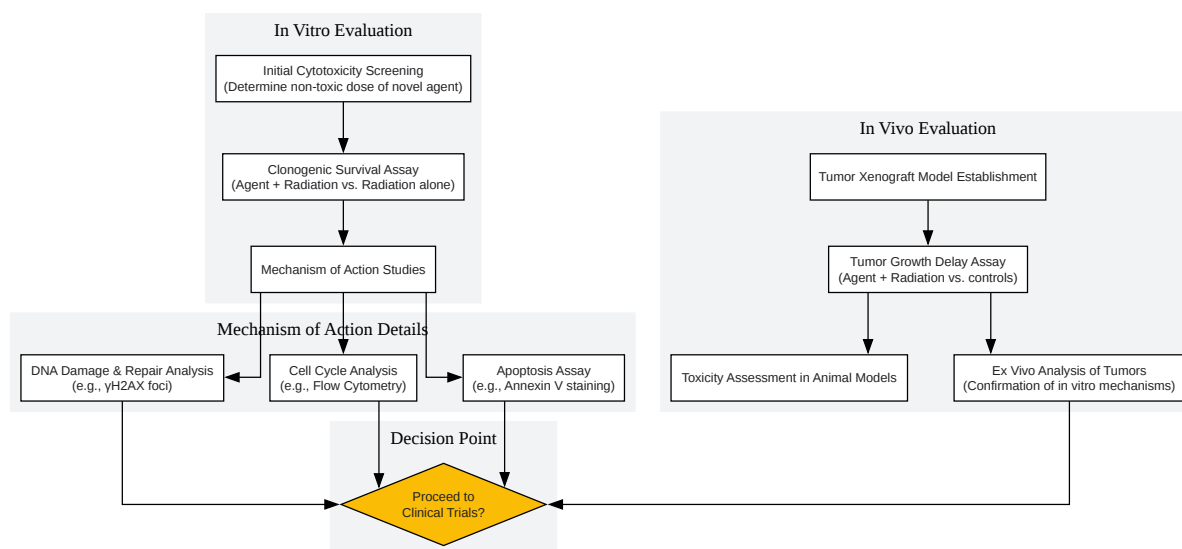 In Vitro Evaluation
Initial Cytotoxicity Screening
(Determine non-toxic dose of novel agent)
Clonogenic Survival Assay
(Agent + Radiation vs. Radiation alone)
Mechanism of Action Studies
Mechanism of Action Details
DNA Damage & Repair Analysis
(e.g., γH2AX foci)
Cell Cycle Analysis
(e.g., Flow Cytometry)
Apoptosis Assay
(e.g., Annexin V staining)
In Vivo Evaluation
Tumor Xenograft Model Establishment
Tumor Growth Delay Assay
(Agent + Radiation vs. controls)
Toxicity Assessment in Animal Models
Ex Vivo Analysis of Tumors
(Confirmation of in vitro mechanisms)
Decision Point
Proceed to
Clinical Trials?